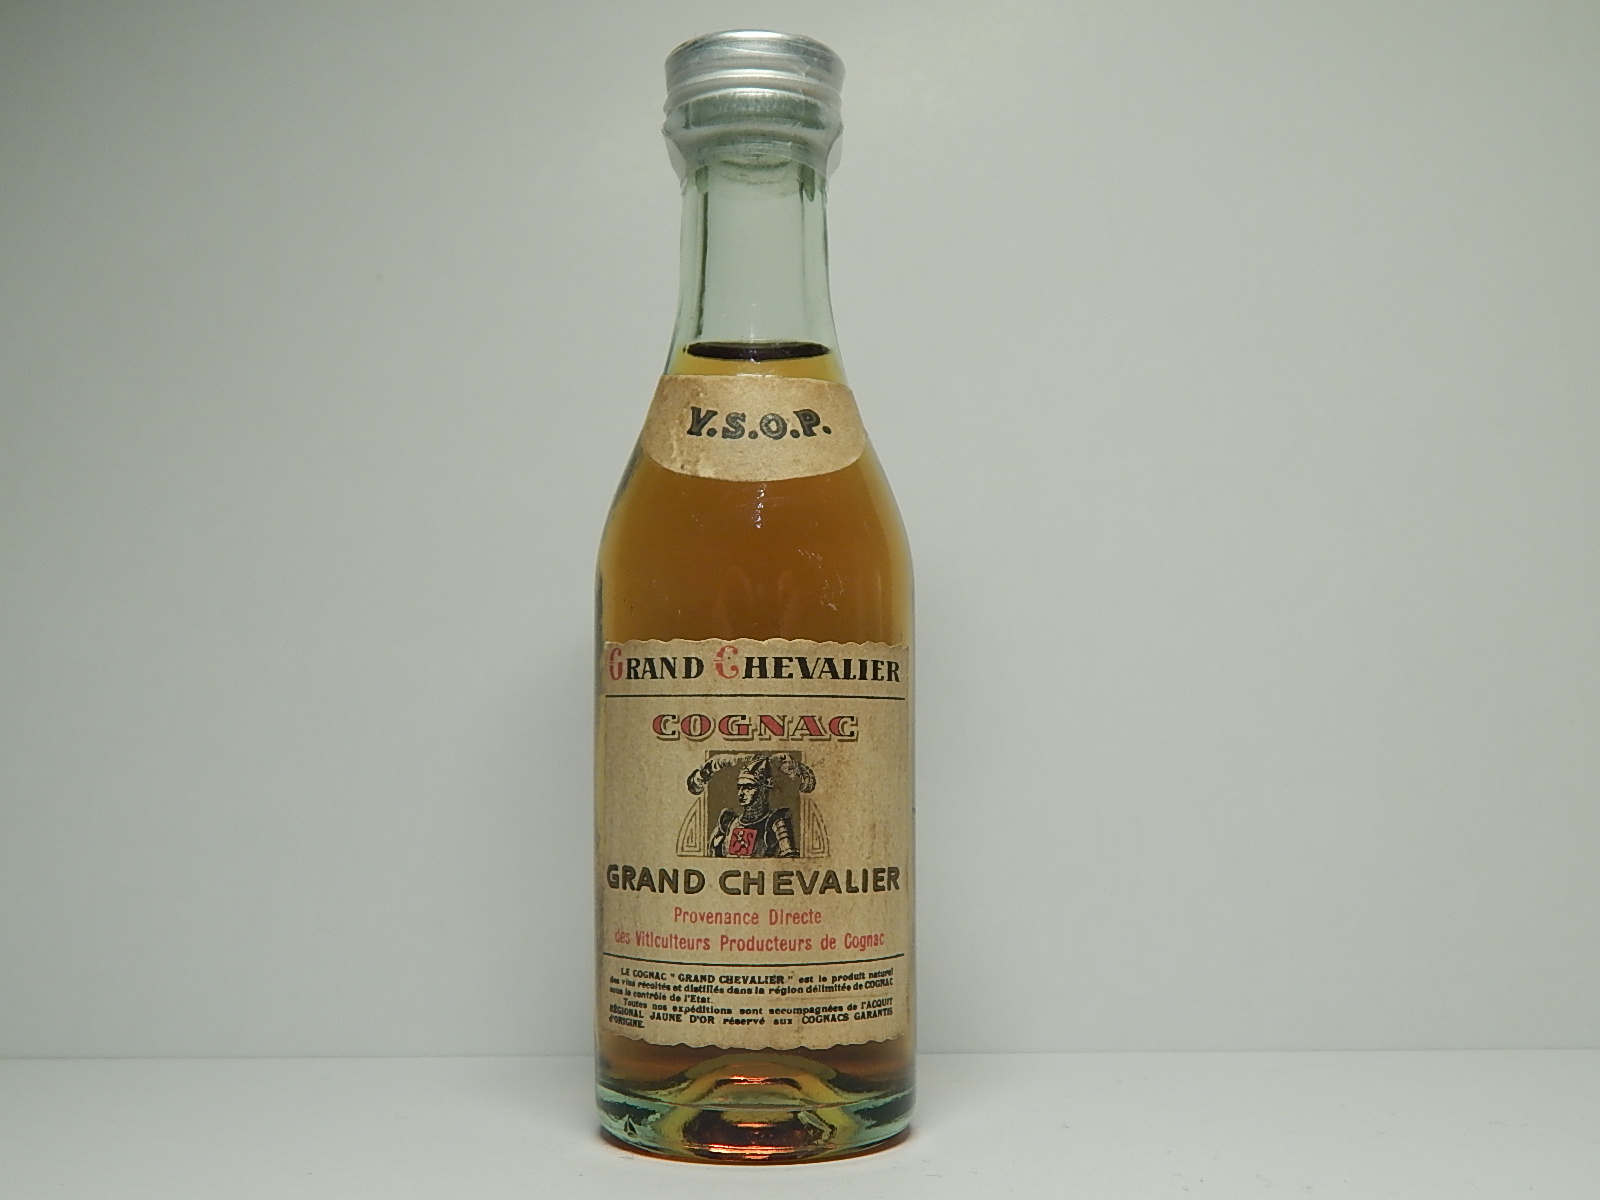 V.S.O.P.
GRAND CHEVALIER
COGNAC
GRAND CHEVALIER
Provenance Directe
des Viticulteurs Producteurs de Cognac
LE COGNAC "GRAND CHEVALIER" est le produit naturel
des vins récoltés et distillés dans la région délimitée de COGNAC
sous le contrôle de l'Etat.
Toutes nos expéditions sont accompagnées de l'ACQUIT
RÉGIONAL JAUNE D'OR réservé aux COGNACS GARANTIS
d'ORIGINE.